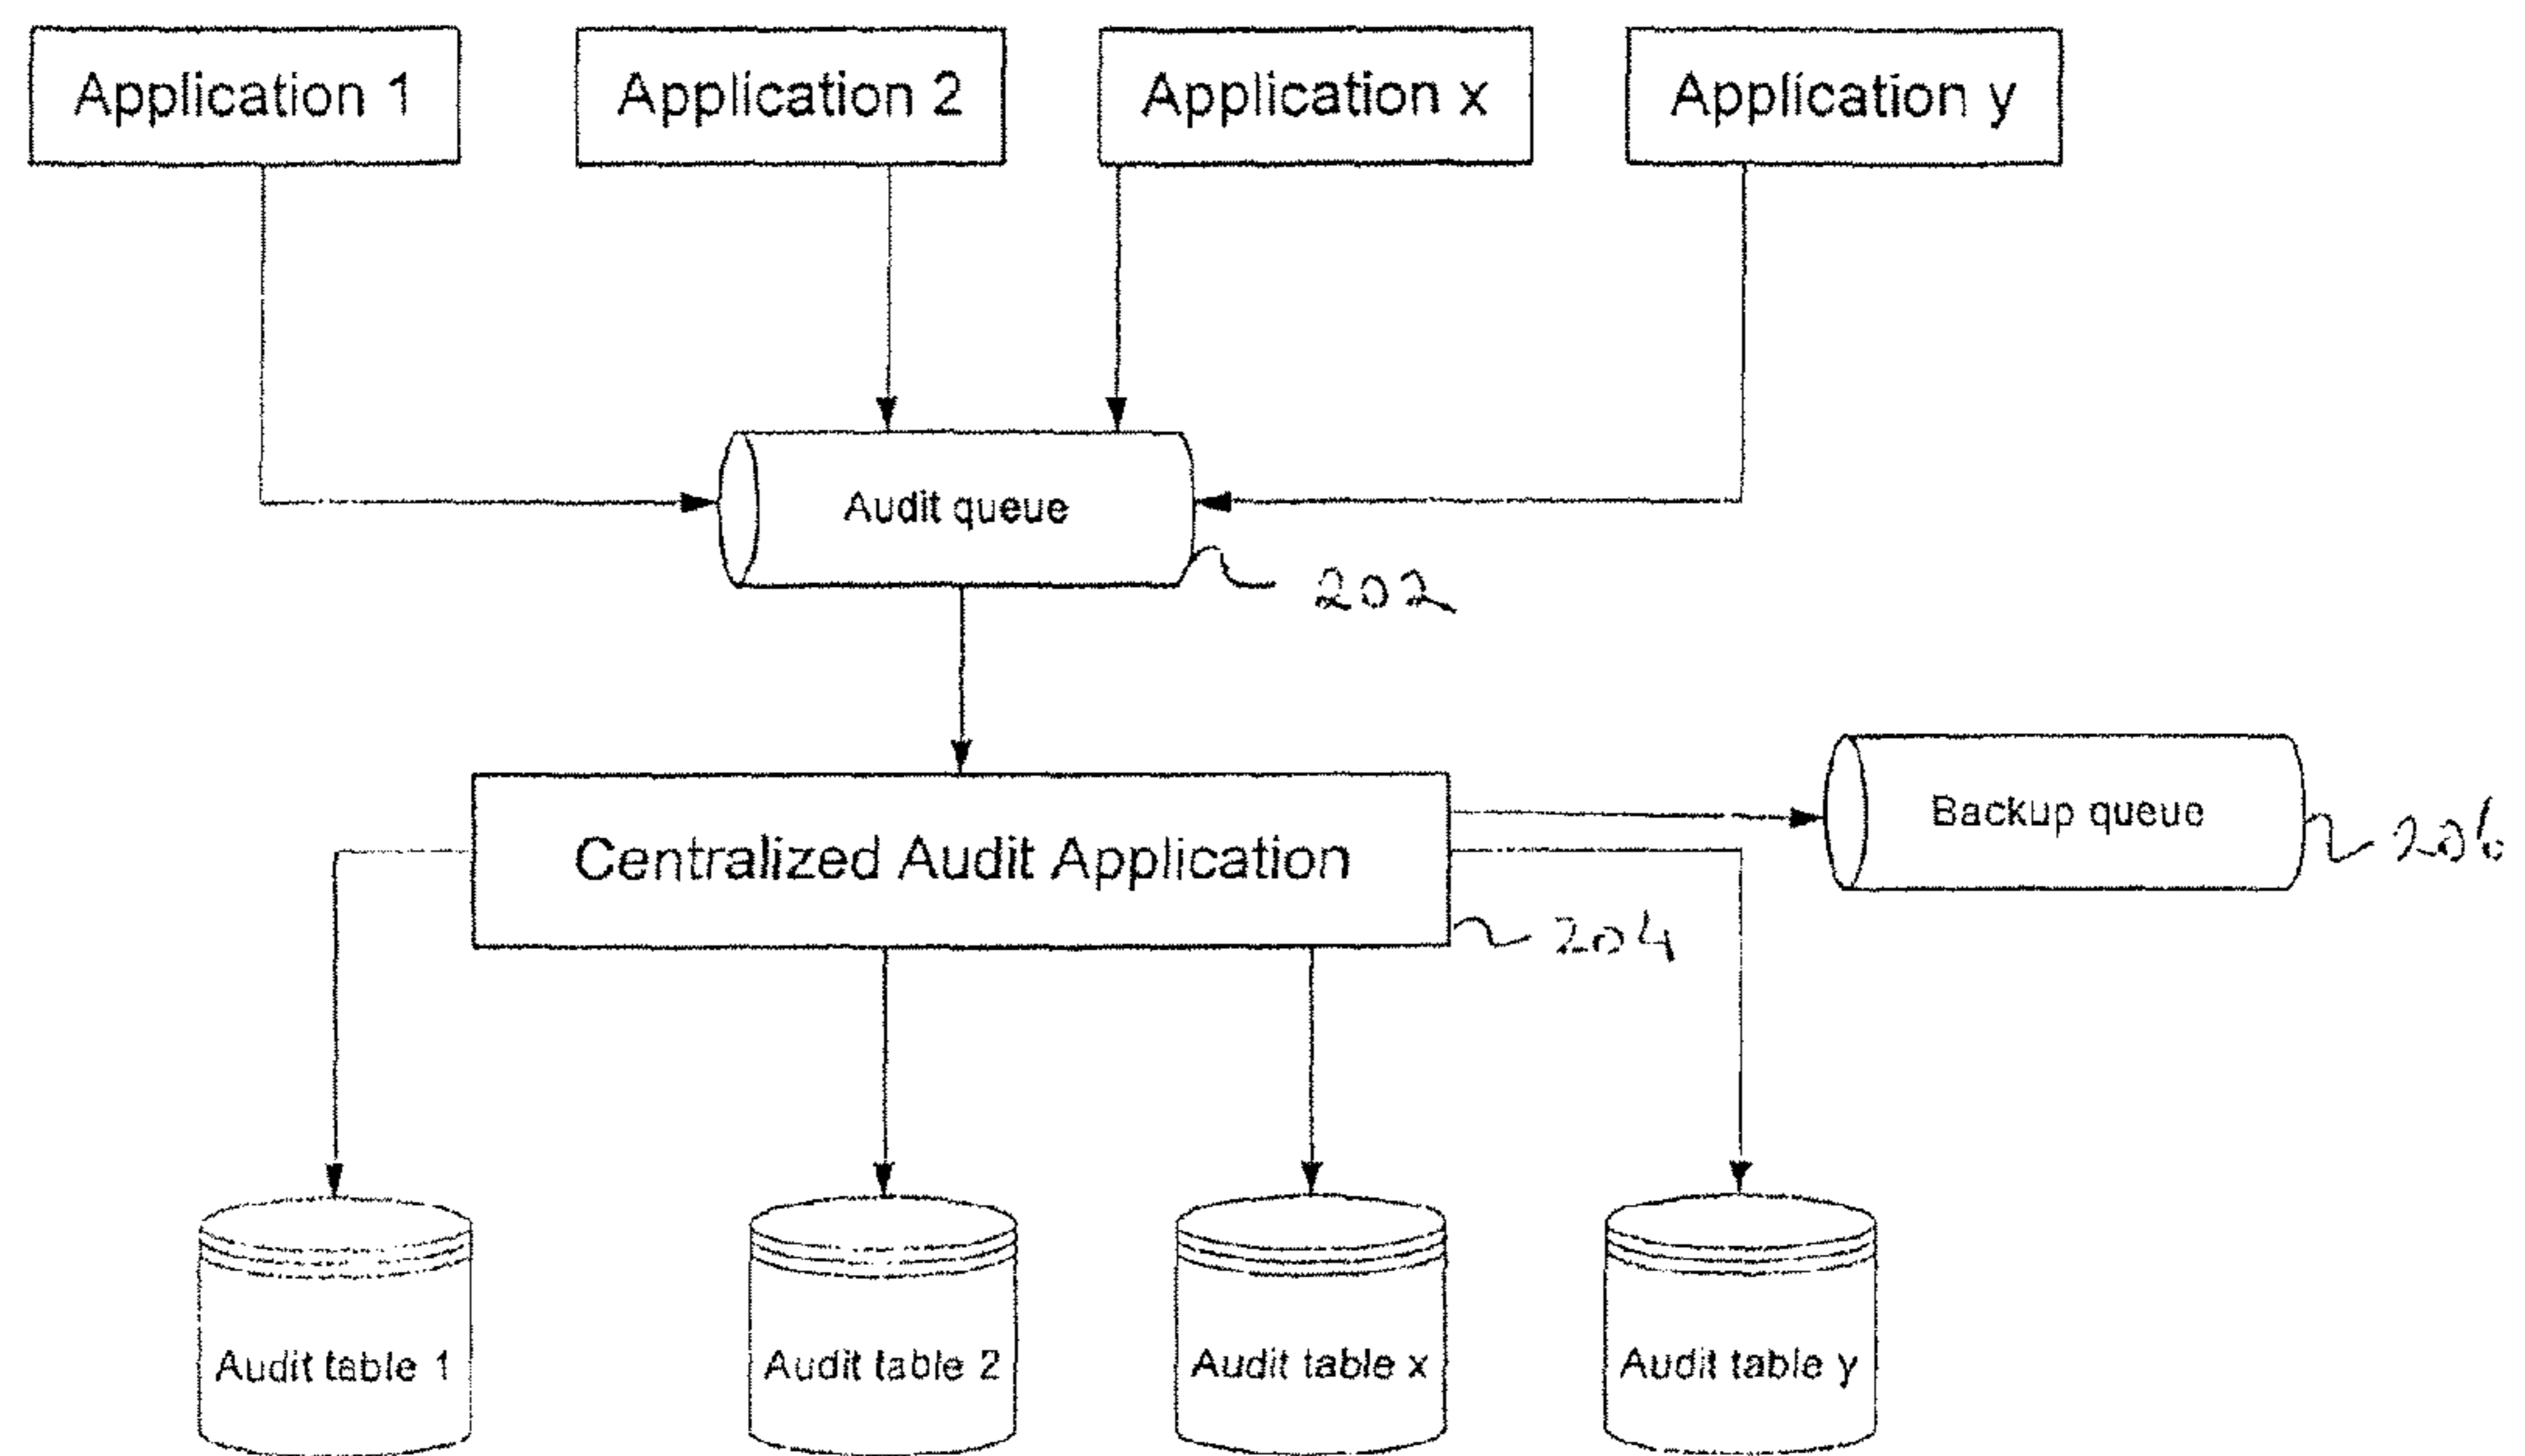 Application 1
Application 2
Application x
Application y
Audit queue
202
Backup queue
206
Centralized Audit Application
204
Audit table 1
Audit table 2
Audit table x
Audit table y